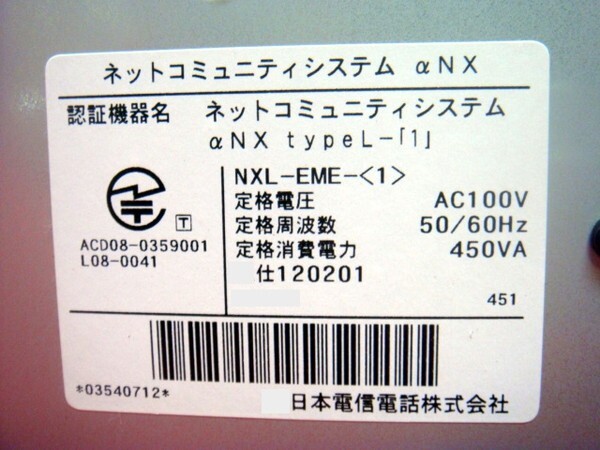 ネットコミュニティシステム αNX
認証機器名 ネットコミュニティシステム
αNX typeL-「1」
NXL-EME-<1>
定格電圧 AC100V
定格周波数 50/60Hz
定格消費電力 450VA
仕120201
451
T
ACD08-0359001
L08-0041
*03540712*
日本電信電話株式会社